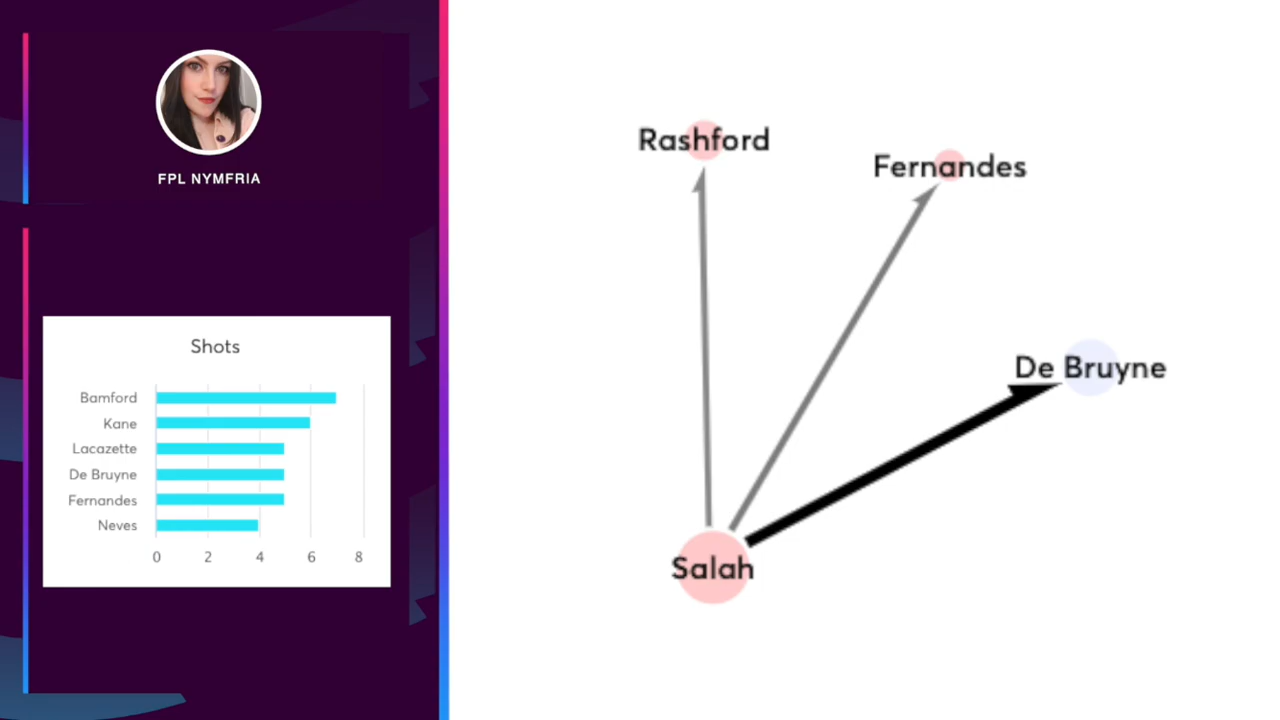 FPL NYMFRIA
Shots
Bamford
Kane
Lacazette
De Bruyne
Fernandes
Neves
0 2 4 6 8
Rashford
Fernandes
De Bruyne
Salah